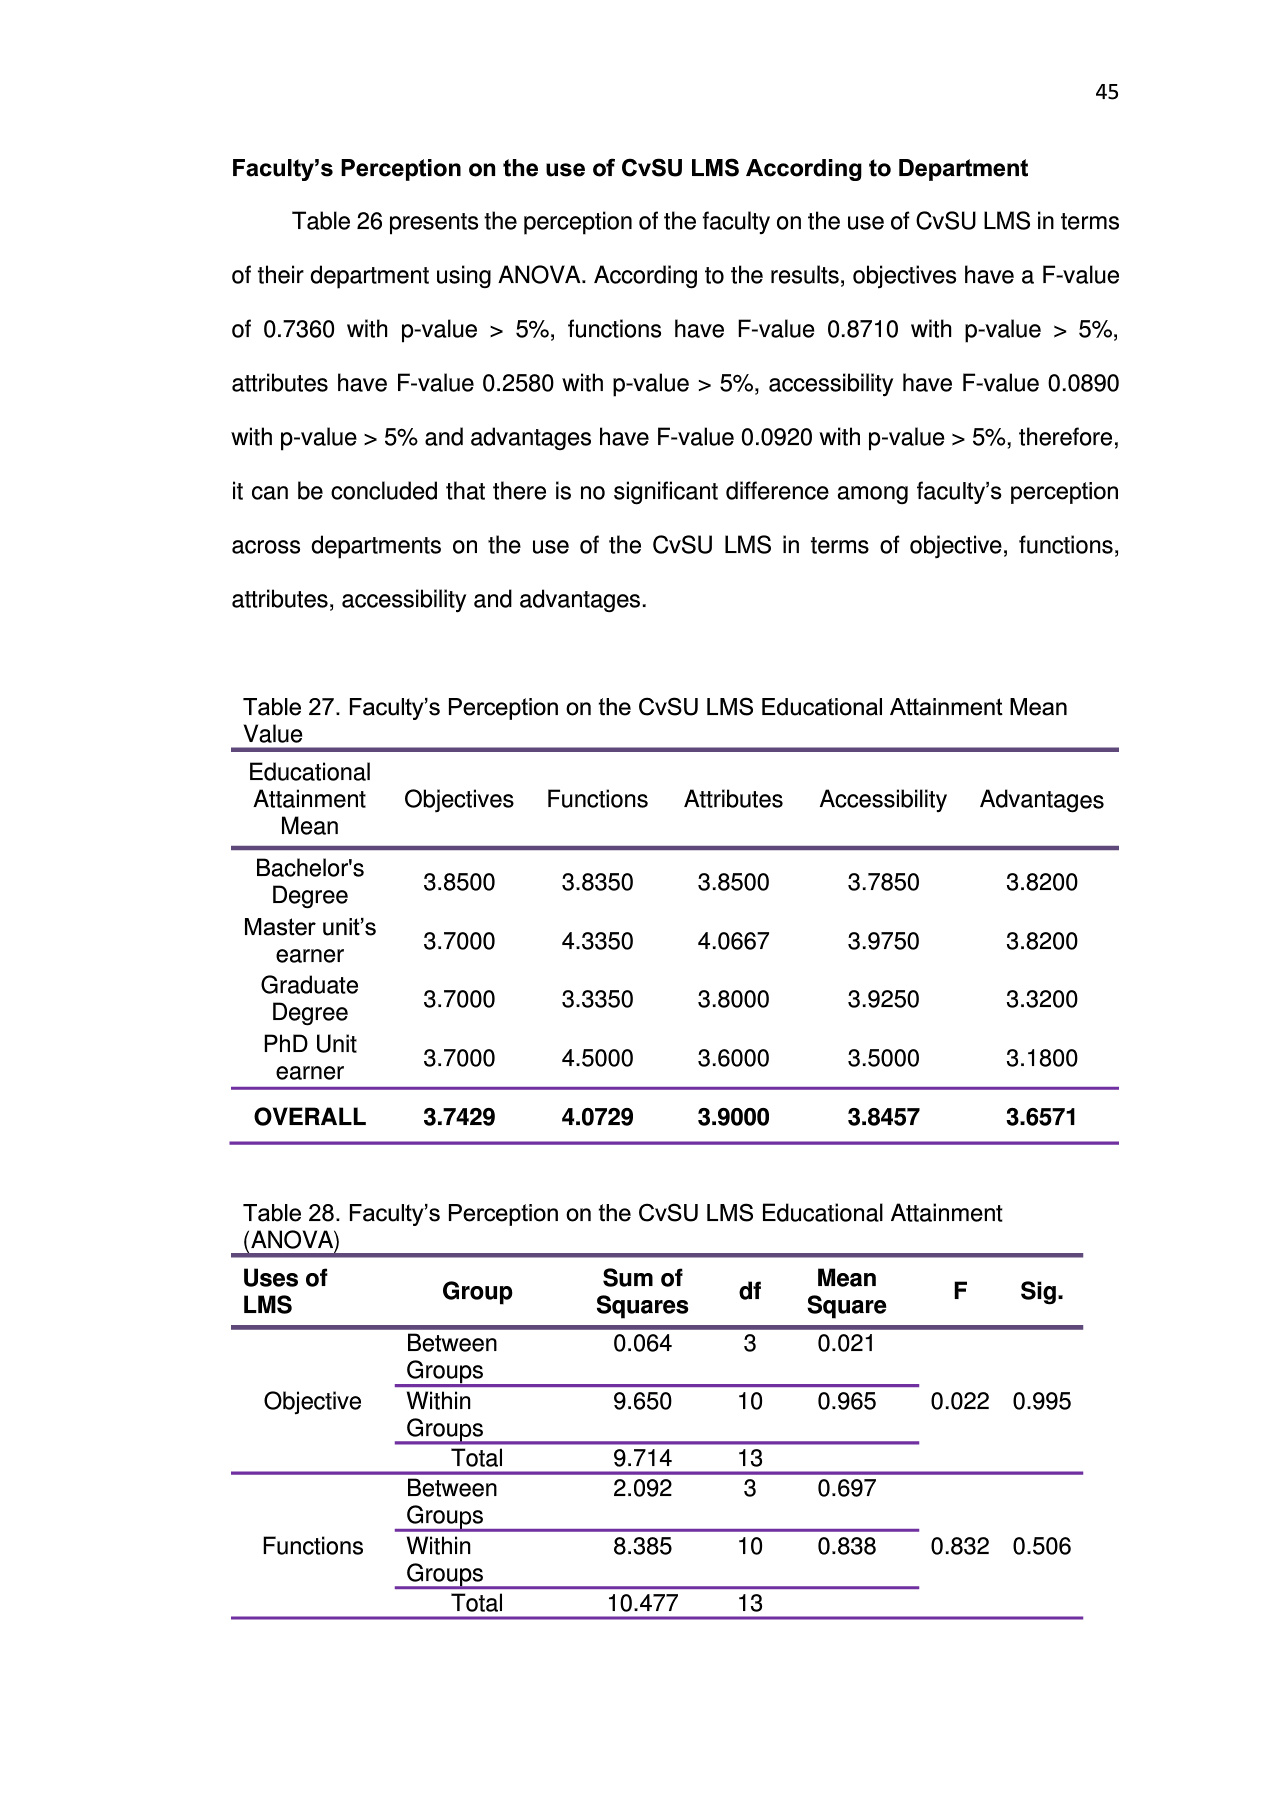 45
Faculty’s Perception on the use of CvSU LMS According to Department
Table 26 presents the perception of the faculty on the use of CvSU LMS in terms
of their department using ANOVA. According to the results, objectives have a F-value
of 0.7360 with p-value > 5%, functions have F-value 0.8710 with p-value > 5%,
attributes have F-value 0.2580 with p-value > 5%, accessibility have F-value 0.0890
with p-value > 5% and advantages have F-value 0.0920 with p-value > 5%, therefore,
it can be concluded that there is no significant difference among faculty’s perception
across departments on the use of the CvSU LMS in terms of objective, functions,
attributes, accessibility and advantages.
Table 27. Faculty’s Perception on the CvSU LMS Educational Attainment Mean
Value
Educational
Attainment Objectives Functions Attributes Accessibility Advantages
Mean
Bachelor's
Degree 3.8500 3.8350 3.8500 3.7850 3.8200
Master unit’s
earner 3.7000 4.3350 4.0667 3.9750 3.8200
Graduate
Degree 3.7000 3.3350 3.8000 3.9250 3.3200
PhD Unit
earner 3.7000 4.5000 3.6000 3.5000 3.1800
OVERALL 3.7429 4.0729 3.9000 3.8457 3.6571
Table 28. Faculty’s Perception on the CvSU LMS Educational Attainment
(ANOVA)
Uses of LMS Group Sum of Squares df Mean Square F Sig.
Between 0.064 3 0.021
Groups
Objective Within 9.650 10 0.965 0.022 0.995
Groups
Total 9.714 13
Between 2.092 3 0.697
Groups
Functions Within 8.385 10 0.838 0.832 0.506
Groups
Total 10.477 13